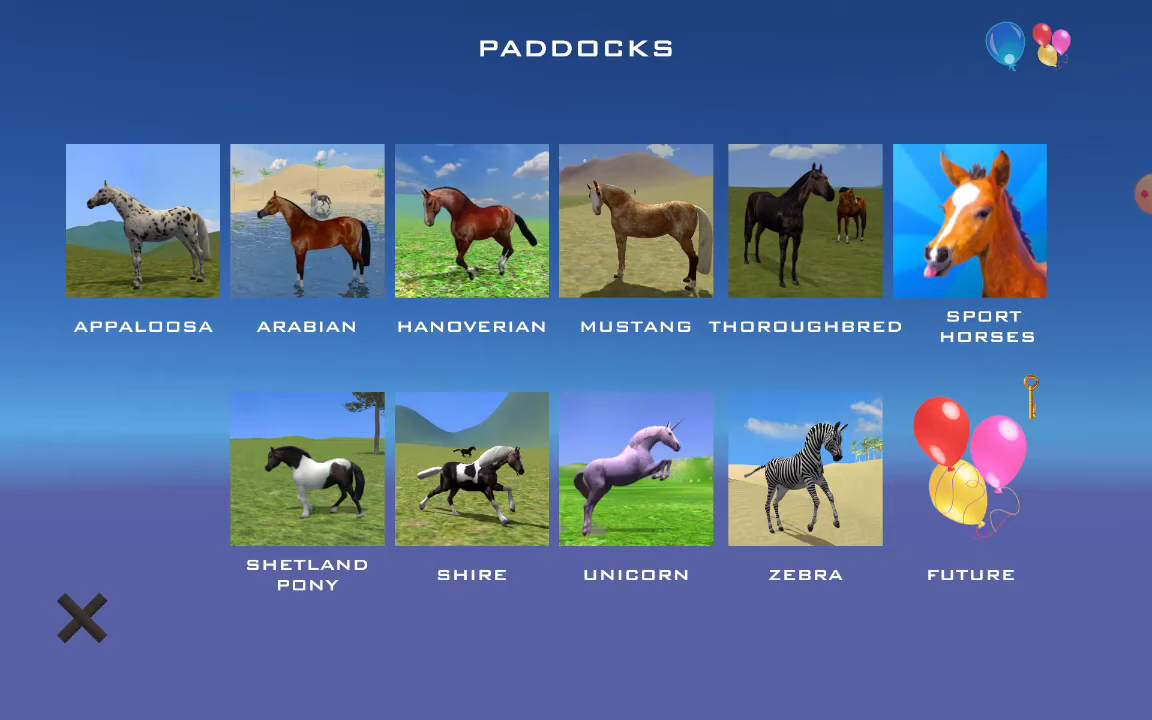 PADDOCKS
APPALOOSA
ARABIAN
HANOVERIAN
MUSTANG
THOROUGHBRED
SPORT
HORSES
SHETLAND
PONY
SHIRE
UNICORN
ZEBRA
FUTURE